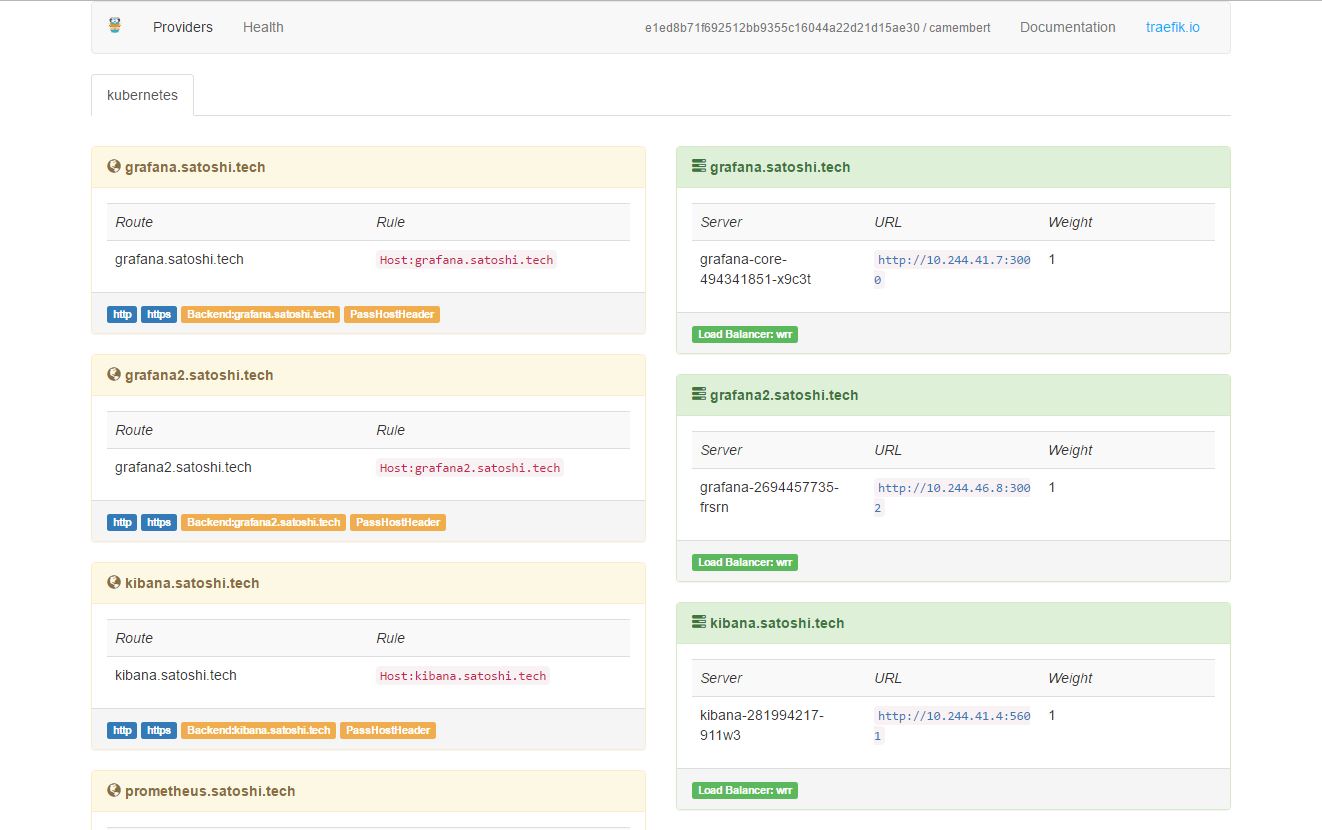 Providers Health e1ed8b71f692512bb9355c16044a22d21d15ae30 / camembert Documentation traefik.io
kubernetes
grafana.satoshi.tech
Route Rule
grafana.satoshi.tech Host:grafana.satoshi.tech
http https Backend:grafana.satoshi.tech PassHostHeader
grafana2.satoshi.tech
Route Rule
grafana2.satoshi.tech Host:grafana2.satoshi.tech
http https Backend:grafana2.satoshi.tech PassHostHeader
kibana.satoshi.tech
Route Rule
kibana.satoshi.tech Host:kibana.satoshi.tech
http https Backend:kibana.satoshi.tech PassHostHeader
prometheus.satoshi.tech
grafana.satoshi.tech
Server URL Weight
grafana-core- http://10.244.41.7:300 1
494341851-x9c3t 0
Load Balancer: wrr
grafana2.satoshi.tech
Server URL Weight
grafana-2694457735- http://10.244.46.8:300 1
frsrn 2
Load Balancer: wrr
kibana.satoshi.tech
Server URL Weight
kibana-281994217- http://10.244.41.4:560 1
911w3 1
Load Balancer: wrr